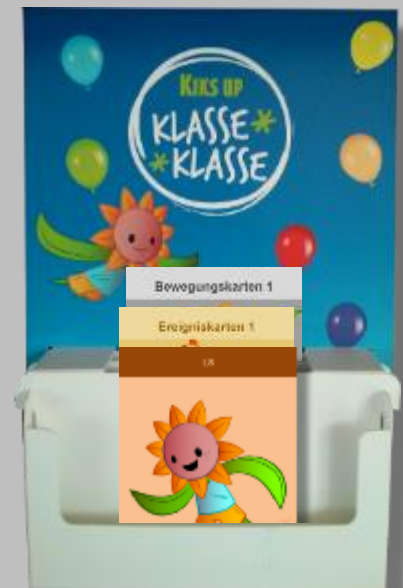 KIKS UP
KLASSE
KLASSE
Bewegungskarten 1
Ereigniskarten 1